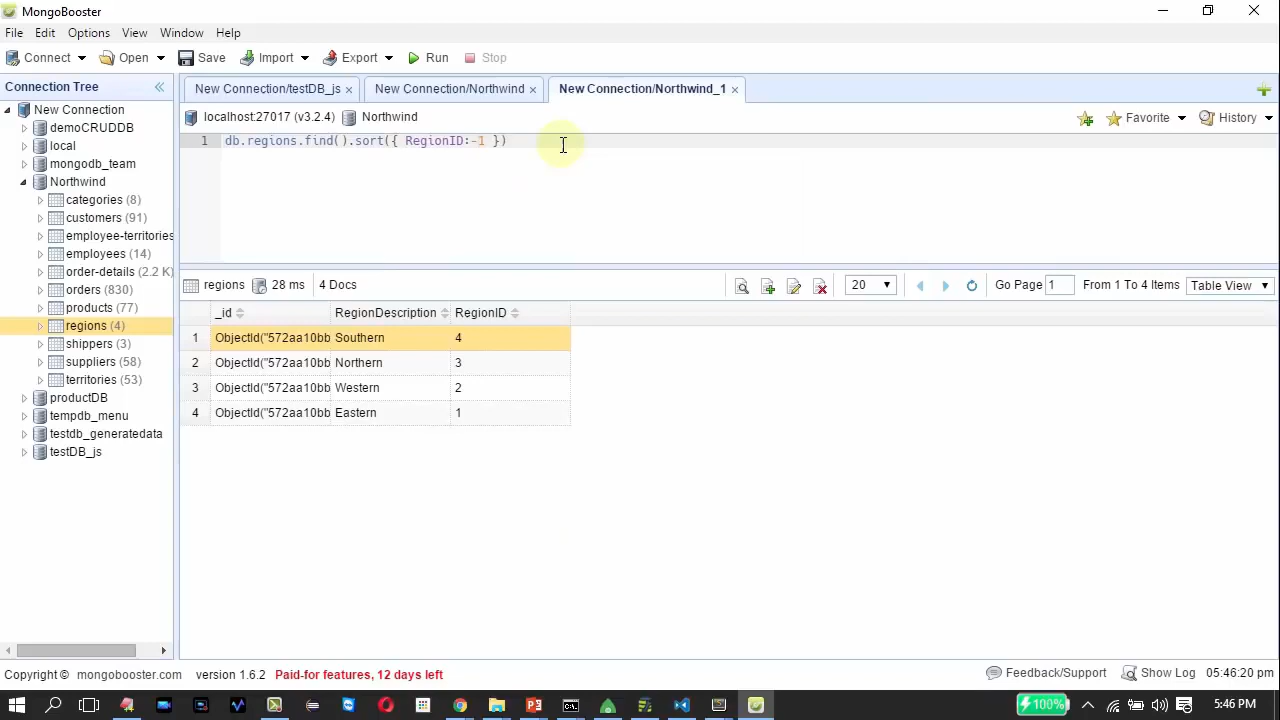 MongoBooster
File Edit Options View Window Help
Connect Open Save Import Export Run Stop
Connection Tree
New Connection
demoCRUDDB
local
mongodb_team
Northwind
categories (8)
customers (91)
employee-territories
employees (14)
order-details (2.2 K)
orders (830)
products (77)
regions (4)
shippers (3)
suppliers (58)
territories (53)
productDB
tempdb_menu
testdb_generatedata
testDB_js
New Connection/testDB_js × New Connection/Northwind × New Connection/Northwind_1 ×
localhost:27017 (v3.2.4) Northwind Favorite History
1 db.regions.find().sort({ RegionID:-1 })
regions 28 ms 4 Docs 20 Go Page 1 From 1 To 4 Items Table View
_id RegionDescription RegionID
1 ObjectId("572aa10bb Southern 4
2 ObjectId("572aa10bb Northern 3
3 ObjectId("572aa10bb Western 2
4 ObjectId("572aa10bb Eastern 1
Copyright © mongobooster.com version 1.6.2 Paid-for features, 12 days left Feedback/Support Show Log 05:46:20 pm
100% 5:46 PM